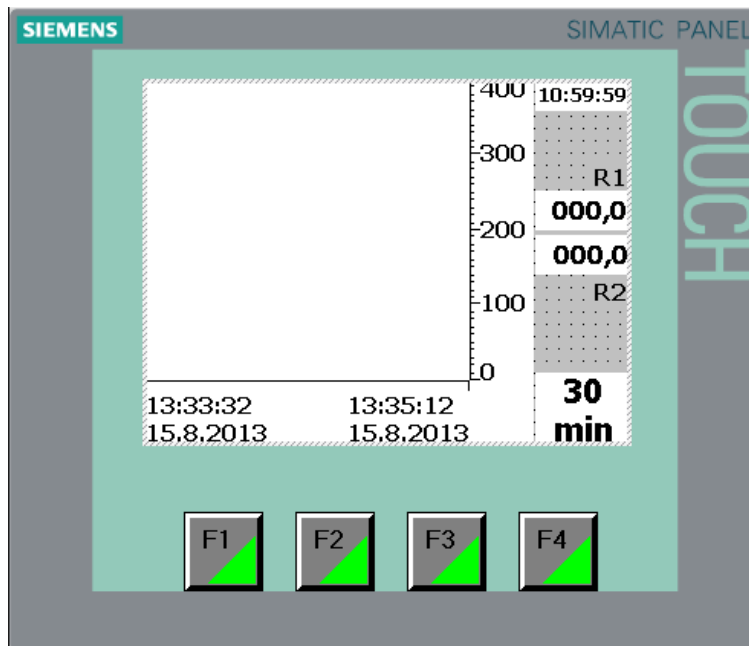 SIEMENS
SIMATIC PANEL
TOUCH
400
300
200
100
0
10:59:59
R1
000,0
000,0
R2
30
min
13:33:32 13:35:12
15.8.2013 15.8.2013
F1 F2 F3 F4